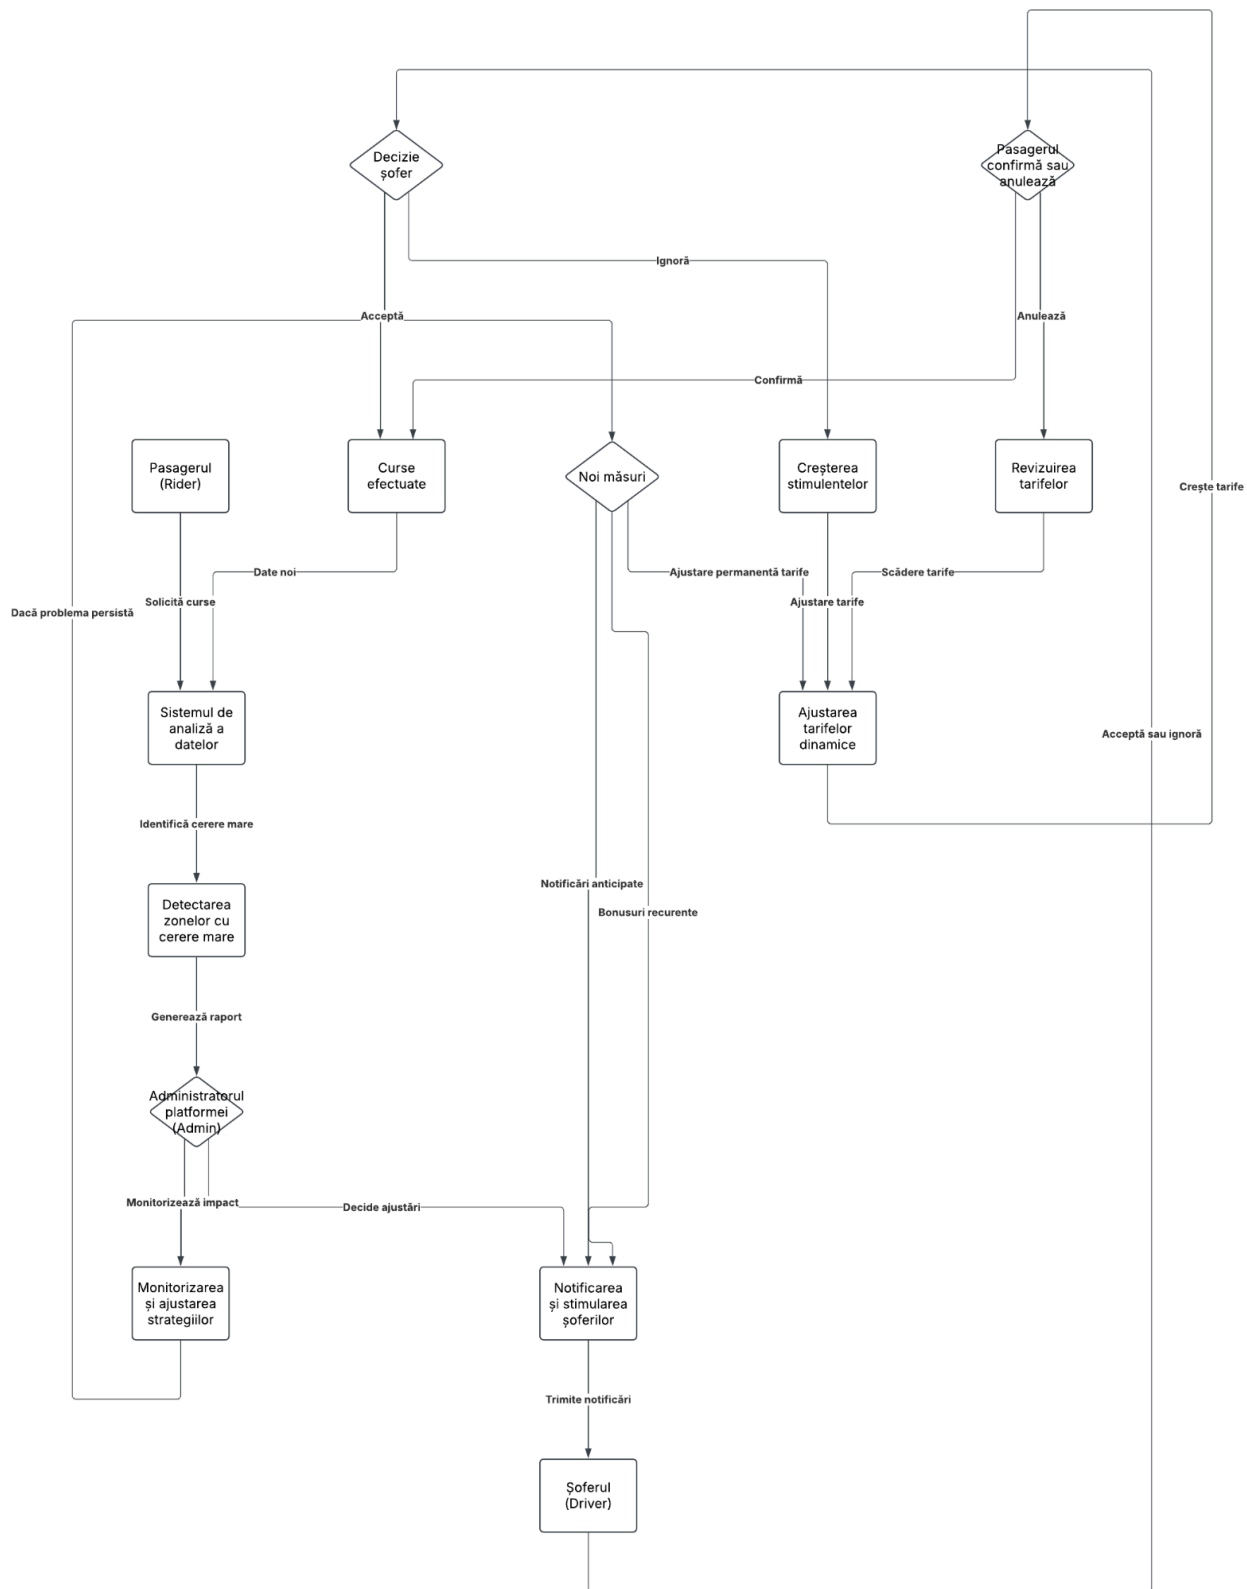 Decizie
șofer
Pasagerul
confirmă sau
anulează
Ignoră
Acceptă
Anulează
Confirmă
Pasagerul
(Rider)
Curse
efectuate
Noi măsuri
Creșterea
stimulentelor
Revizuirea
tarifelor
Crește tarife
Date noi
Ajustare permanentă tarife
Scădere tarife
Solicită curse
Ajustare tarife
Dacă problema persistă
Sistemul de
analiză a
datelor
Ajustarea
tarifelor
dinamice
Acceptă sau ignoră
Identifică cerere mare
Notificări anticipate
Bonusuri recurente
Detectarea
zonelor cu
cerere mare
Generează raport
Administratorul
platformei
(Admin)
Monitorizează impact
Decide ajustări
Monitorizarea
și ajustarea
strategiilor
Notificarea
și stimularea
șoferilor
Trimite notificări
Șoferul
(Driver)